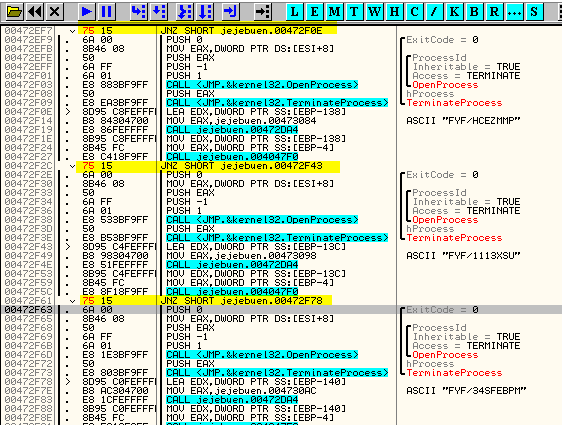 L E M T W H C / K B R ... S
00472EF7 75 15 JNZ SHORT jejebuen.00472F0E
00472EF9 6A 00 PUSH 0 ExitCode = 0
00472EFB 8B46 08 MOV EAX,DWORD PTR DS:[ESI+8]
00472EFE 50 PUSH EAX ProcessId
00472EFF 6A FF PUSH -1 Inheritable = TRUE
00472F01 6A 01 PUSH 1 Access = TERMINATE
00472F03 E8 883BF9FF CALL <JMP.&kernel32.OpenProcess> OpenProcess
00472F08 50 PUSH EAX hProcess
00472F09 E8 EA3BF9FF CALL <JMP.&kernel32.TerminateProcess> TerminateProcess
00472F0E > 8D95 C8FEFFFF LEA EDX,DWORD PTR SS:[EBP-138]
00472F14 B8 84304700 MOV EAX,jejebuen.00473084 ASCII "FYF/HCEZMMP"
00472F19 E8 86FEFFFF CALL jejebuen.00472DA4
00472F1E 8B95 C8FEFFFF MOV EDX,DWORD PTR SS:[EBP-138]
00472F24 8B45 FC MOV EAX,DWORD PTR SS:[EBP-4]
00472F27 E8 C418F9FF CALL jejebuen.004047F0
00472F2C 75 15 JNZ SHORT jejebuen.00472F43
00472F2E 6A 00 PUSH 0 ExitCode = 0
00472F30 8B46 08 MOV EAX,DWORD PTR DS:[ESI+8]
00472F33 50 PUSH EAX ProcessId
00472F34 6A FF PUSH -1 Inheritable = TRUE
00472F36 6A 01 PUSH 1 Access = TERMINATE
00472F38 E8 533BF9FF CALL <JMP.&kernel32.OpenProcess> OpenProcess
00472F3D 50 PUSH EAX hProcess
00472F3E E8 B53BF9FF CALL <JMP.&kernel32.TerminateProcess> TerminateProcess
00472F43 > 8D95 C4FEFFFF LEA EDX,DWORD PTR SS:[EBP-13C]
00472F49 B8 98304700 MOV EAX,jejebuen.00473098 ASCII "FYF/1113XSU"
00472F4E E8 51FEFFFF CALL jejebuen.00472DA4
00472F53 8B95 C4FEFFFF MOV EDX,DWORD PTR SS:[EBP-13C]
00472F59 8B45 FC MOV EAX,DWORD PTR SS:[EBP-4]
00472F5C E8 8F18F9FF CALL jejebuen.004047F0
00472F61 75 15 JNZ SHORT jejebuen.00472F78
00472F63 6A 00 PUSH 0 ExitCode = 0
00472F65 8B46 08 MOV EAX,DWORD PTR DS:[ESI+8]
00472F68 50 PUSH EAX ProcessId
00472F69 6A FF PUSH -1 Inheritable = TRUE
00472F6B 6A 01 PUSH 1 Access = TERMINATE
00472F6D E8 1E3BF9FF CALL <JMP.&kernel32.OpenProcess> OpenProcess
00472F72 50 PUSH EAX hProcess
00472F73 E8 803BF9FF CALL <JMP.&kernel32.TerminateProcess> TerminateProcess
00472F78 > 8D95 C0FEFFFF LEA EDX,DWORD PTR SS:[EBP-140]
00472F7E B8 AC304700 MOV EAX,jejebuen.004730AC ASCII "FYF/34SFEBPM"
00472F83 E8 1CFEFFFF CALL jejebuen.00472DA4
00472F88 8B95 C0FEFFFF MOV EDX,DWORD PTR SS:[EBP-140]
00472F8E 8B45 FC MOV EAX,DWORD PTR SS:[EBP-4]